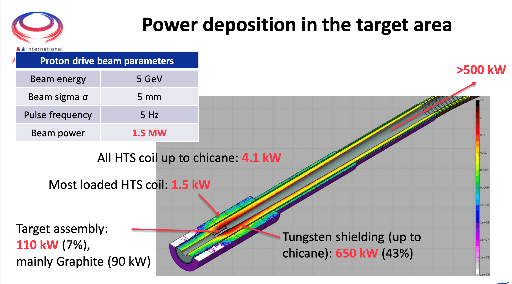 Power deposition in the target area
International
Proton drive beam parameters
Beam energy 5 GeV
Beam sigma σ 5 mm
Pulse frequency 5 Hz
Beam power 1.5 MW
>500 kW
All HTS coil up to chicane: 4.1 kW
Most loaded HTS coil: 1.5 kW
Target assembly:
110 kW (7%),
mainly Graphite (90 kW)
Tungsten shielding (up to
chicane): 650 kW (43%)